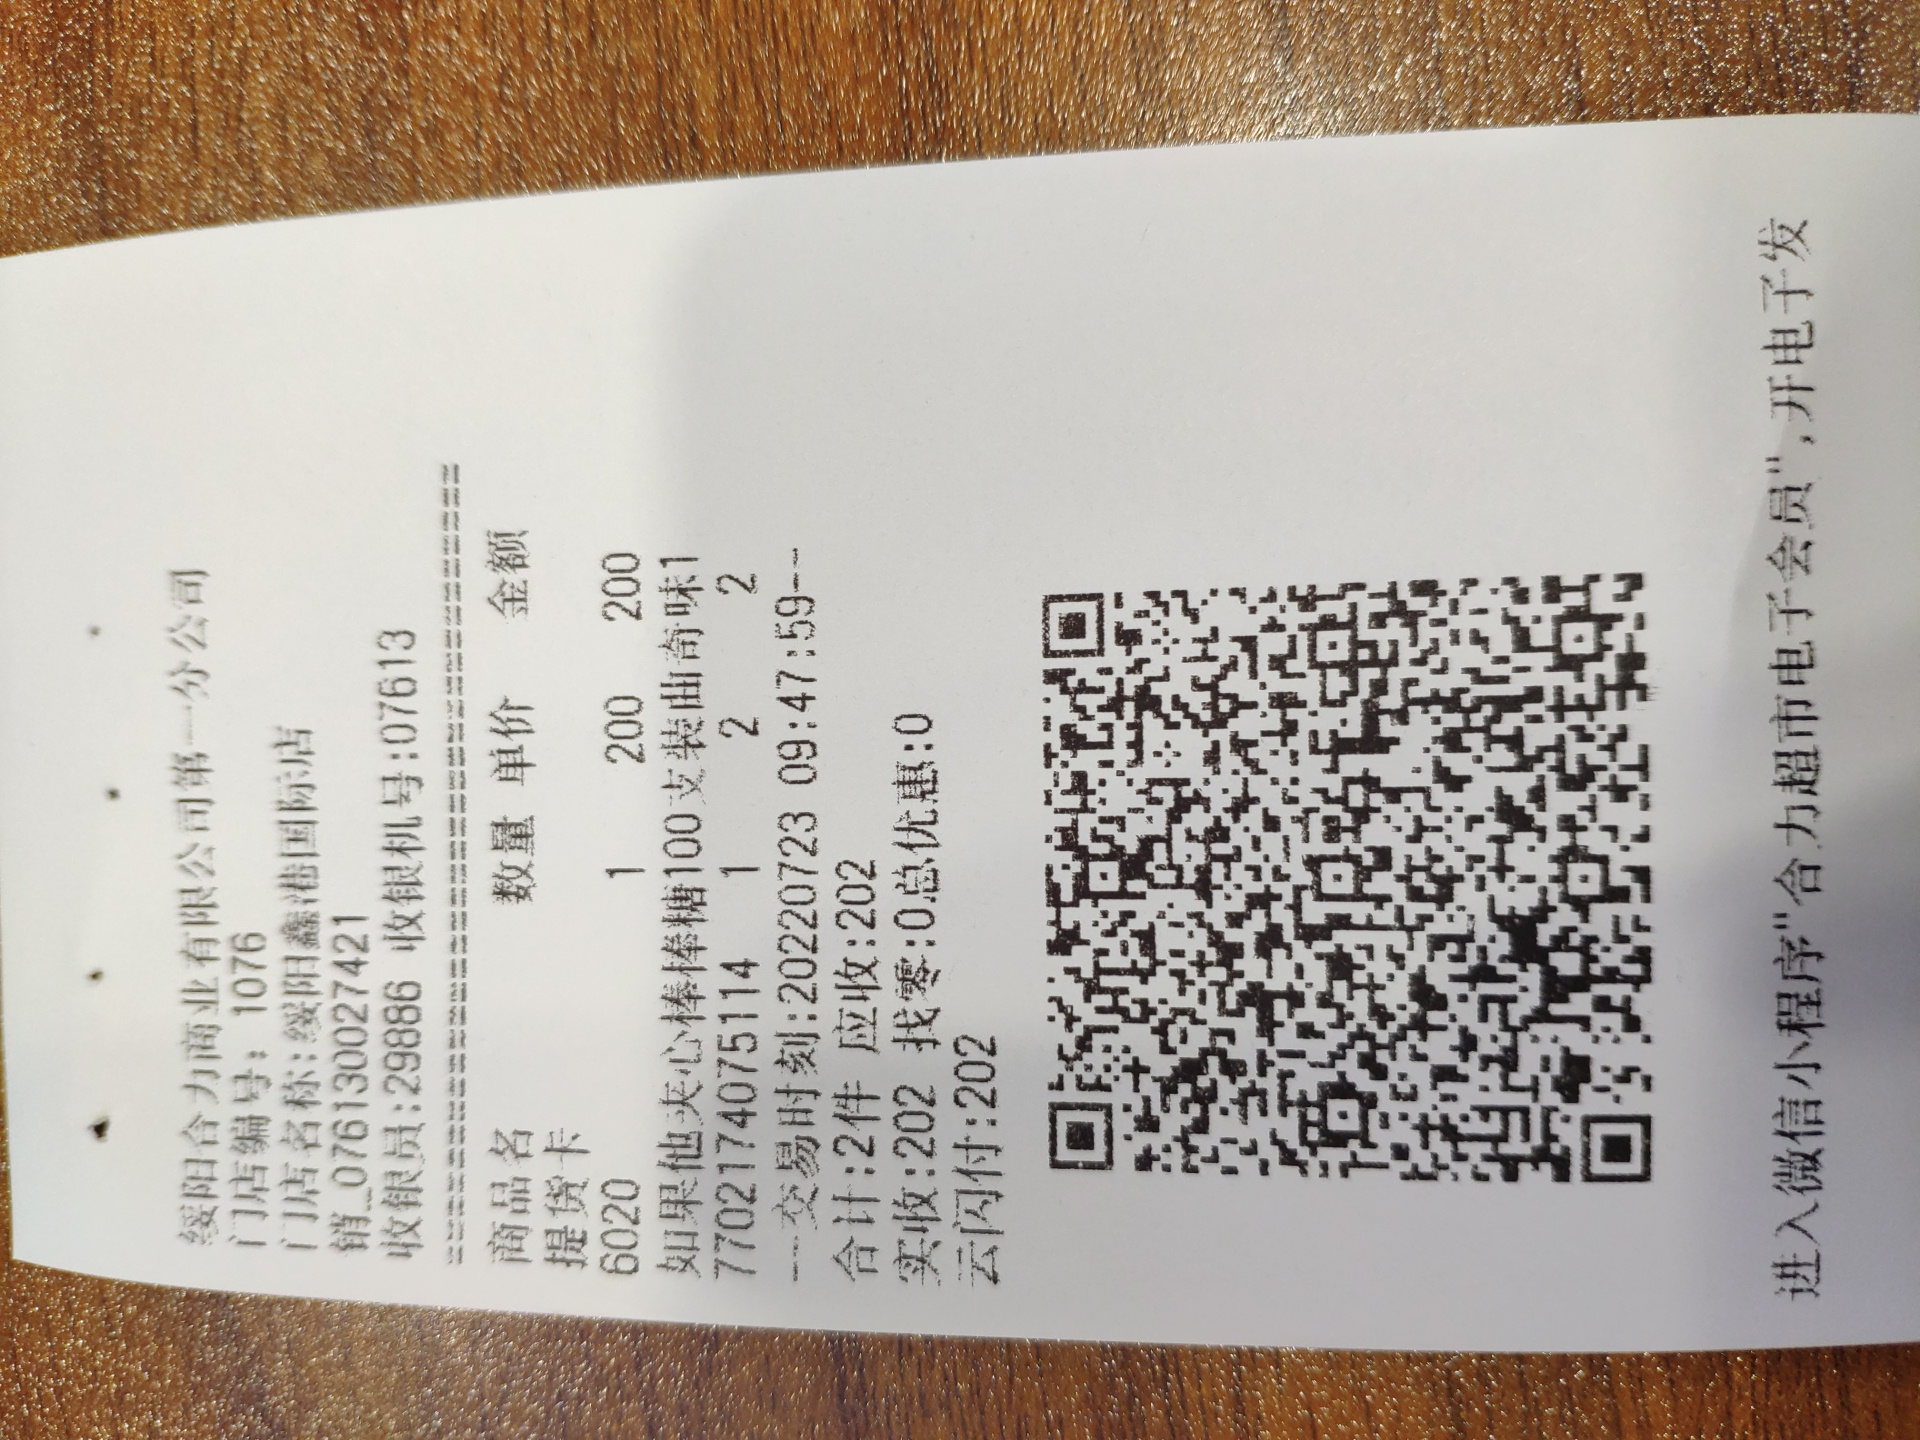 绥阳合力商业有限公司第一分公司
门店编号: 1076
门店名称:绥阳鑫港国际店
销_0761300027421
收银员:29886 收银机号:07613
================================
商品名 数量 单价 金额
提货卡
6020 1 200 200
如果他夹心棒棒糖100支装曲奇味1
7702174075114 1 2 2
--交易时刻:20220723 09:47:59--
合计:2件 应收:202
实收:202 找零:0总优惠:0
云闪付:202
进入微信小程序"合力超市电子会员",开电子发